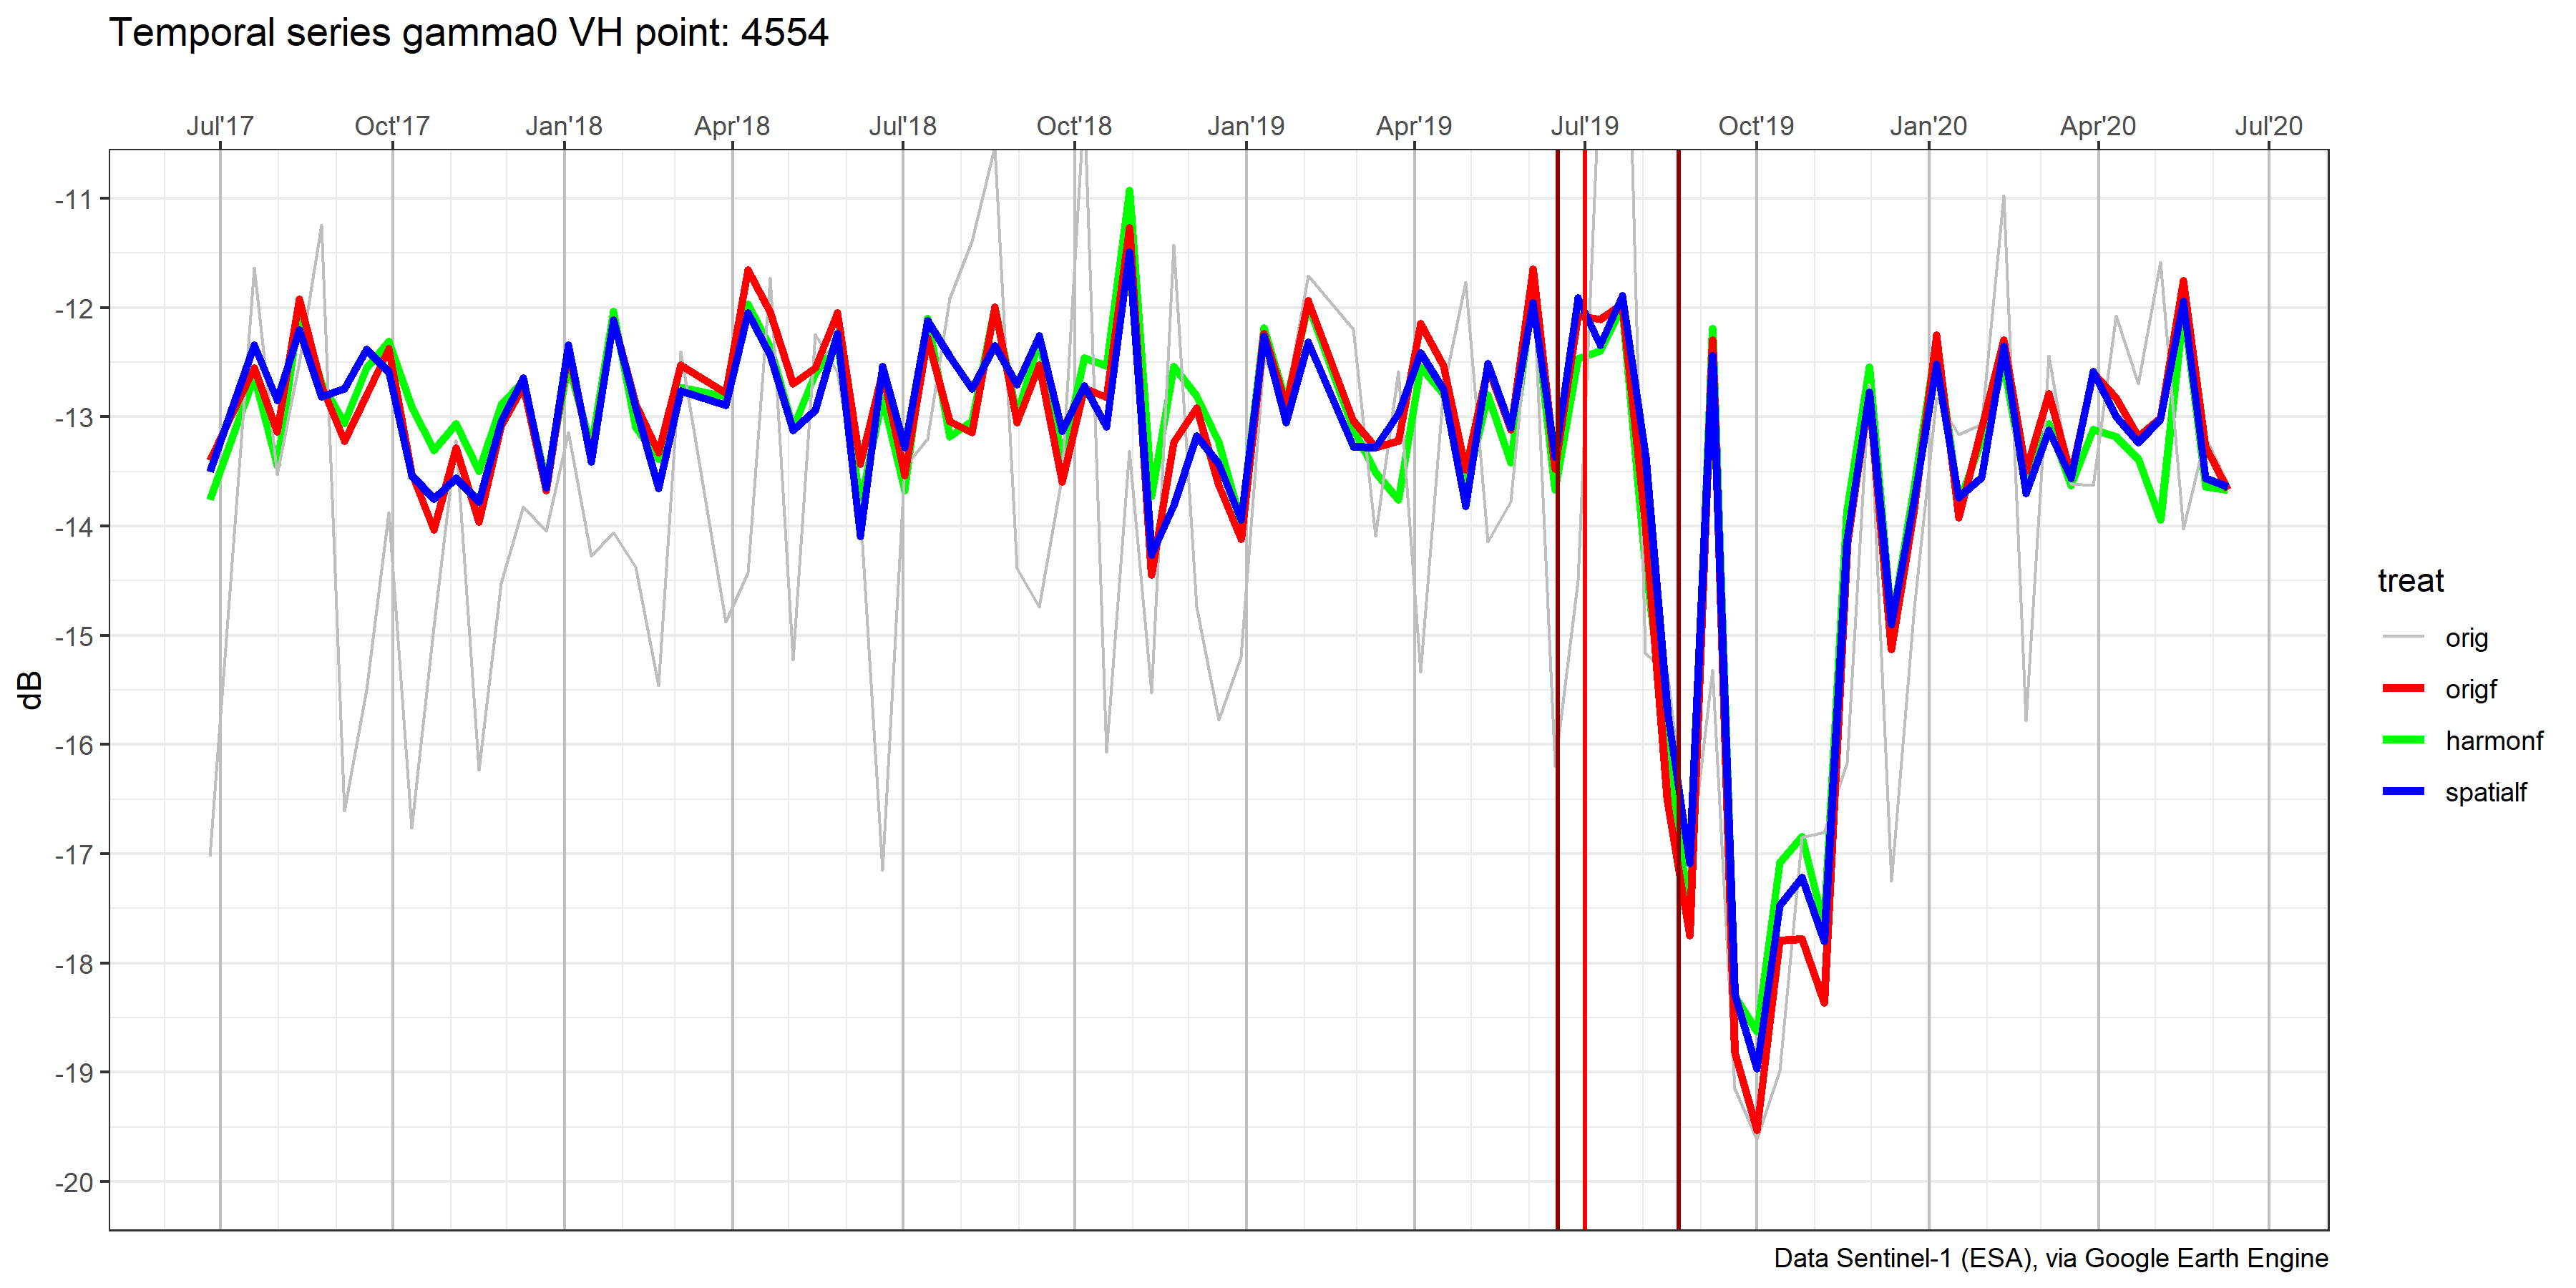 Temporal series gamma0 VH point: 4554
Jul'17 Oct'17 Jan'18 Apr'18 Jul'18 Oct'18 Jan'19 Apr'19 Jul'19 Oct'19 Jan'20 Apr'20 Jul'20
-11
-12
-13
-14
-15
-16
-17
-18
-19
-20
dB
treat
orig
origf
harmonf
spatialf
Data Sentinel-1 (ESA), via Google Earth Engine